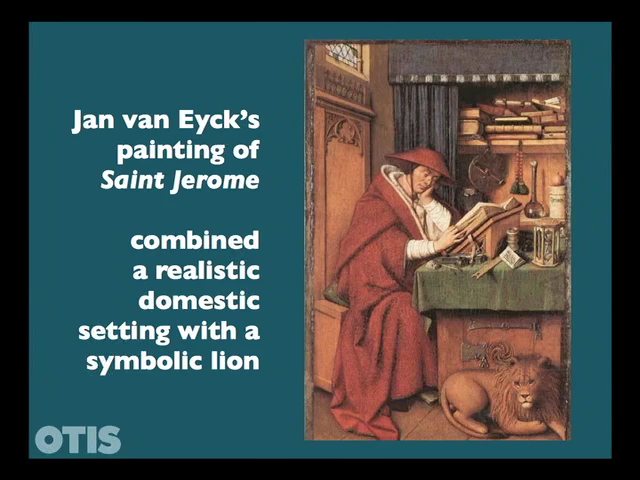 Jan van Eyck’s
painting of
Saint Jerome
combined
a realistic
domestic
setting with a
symbolic lion
OTIS